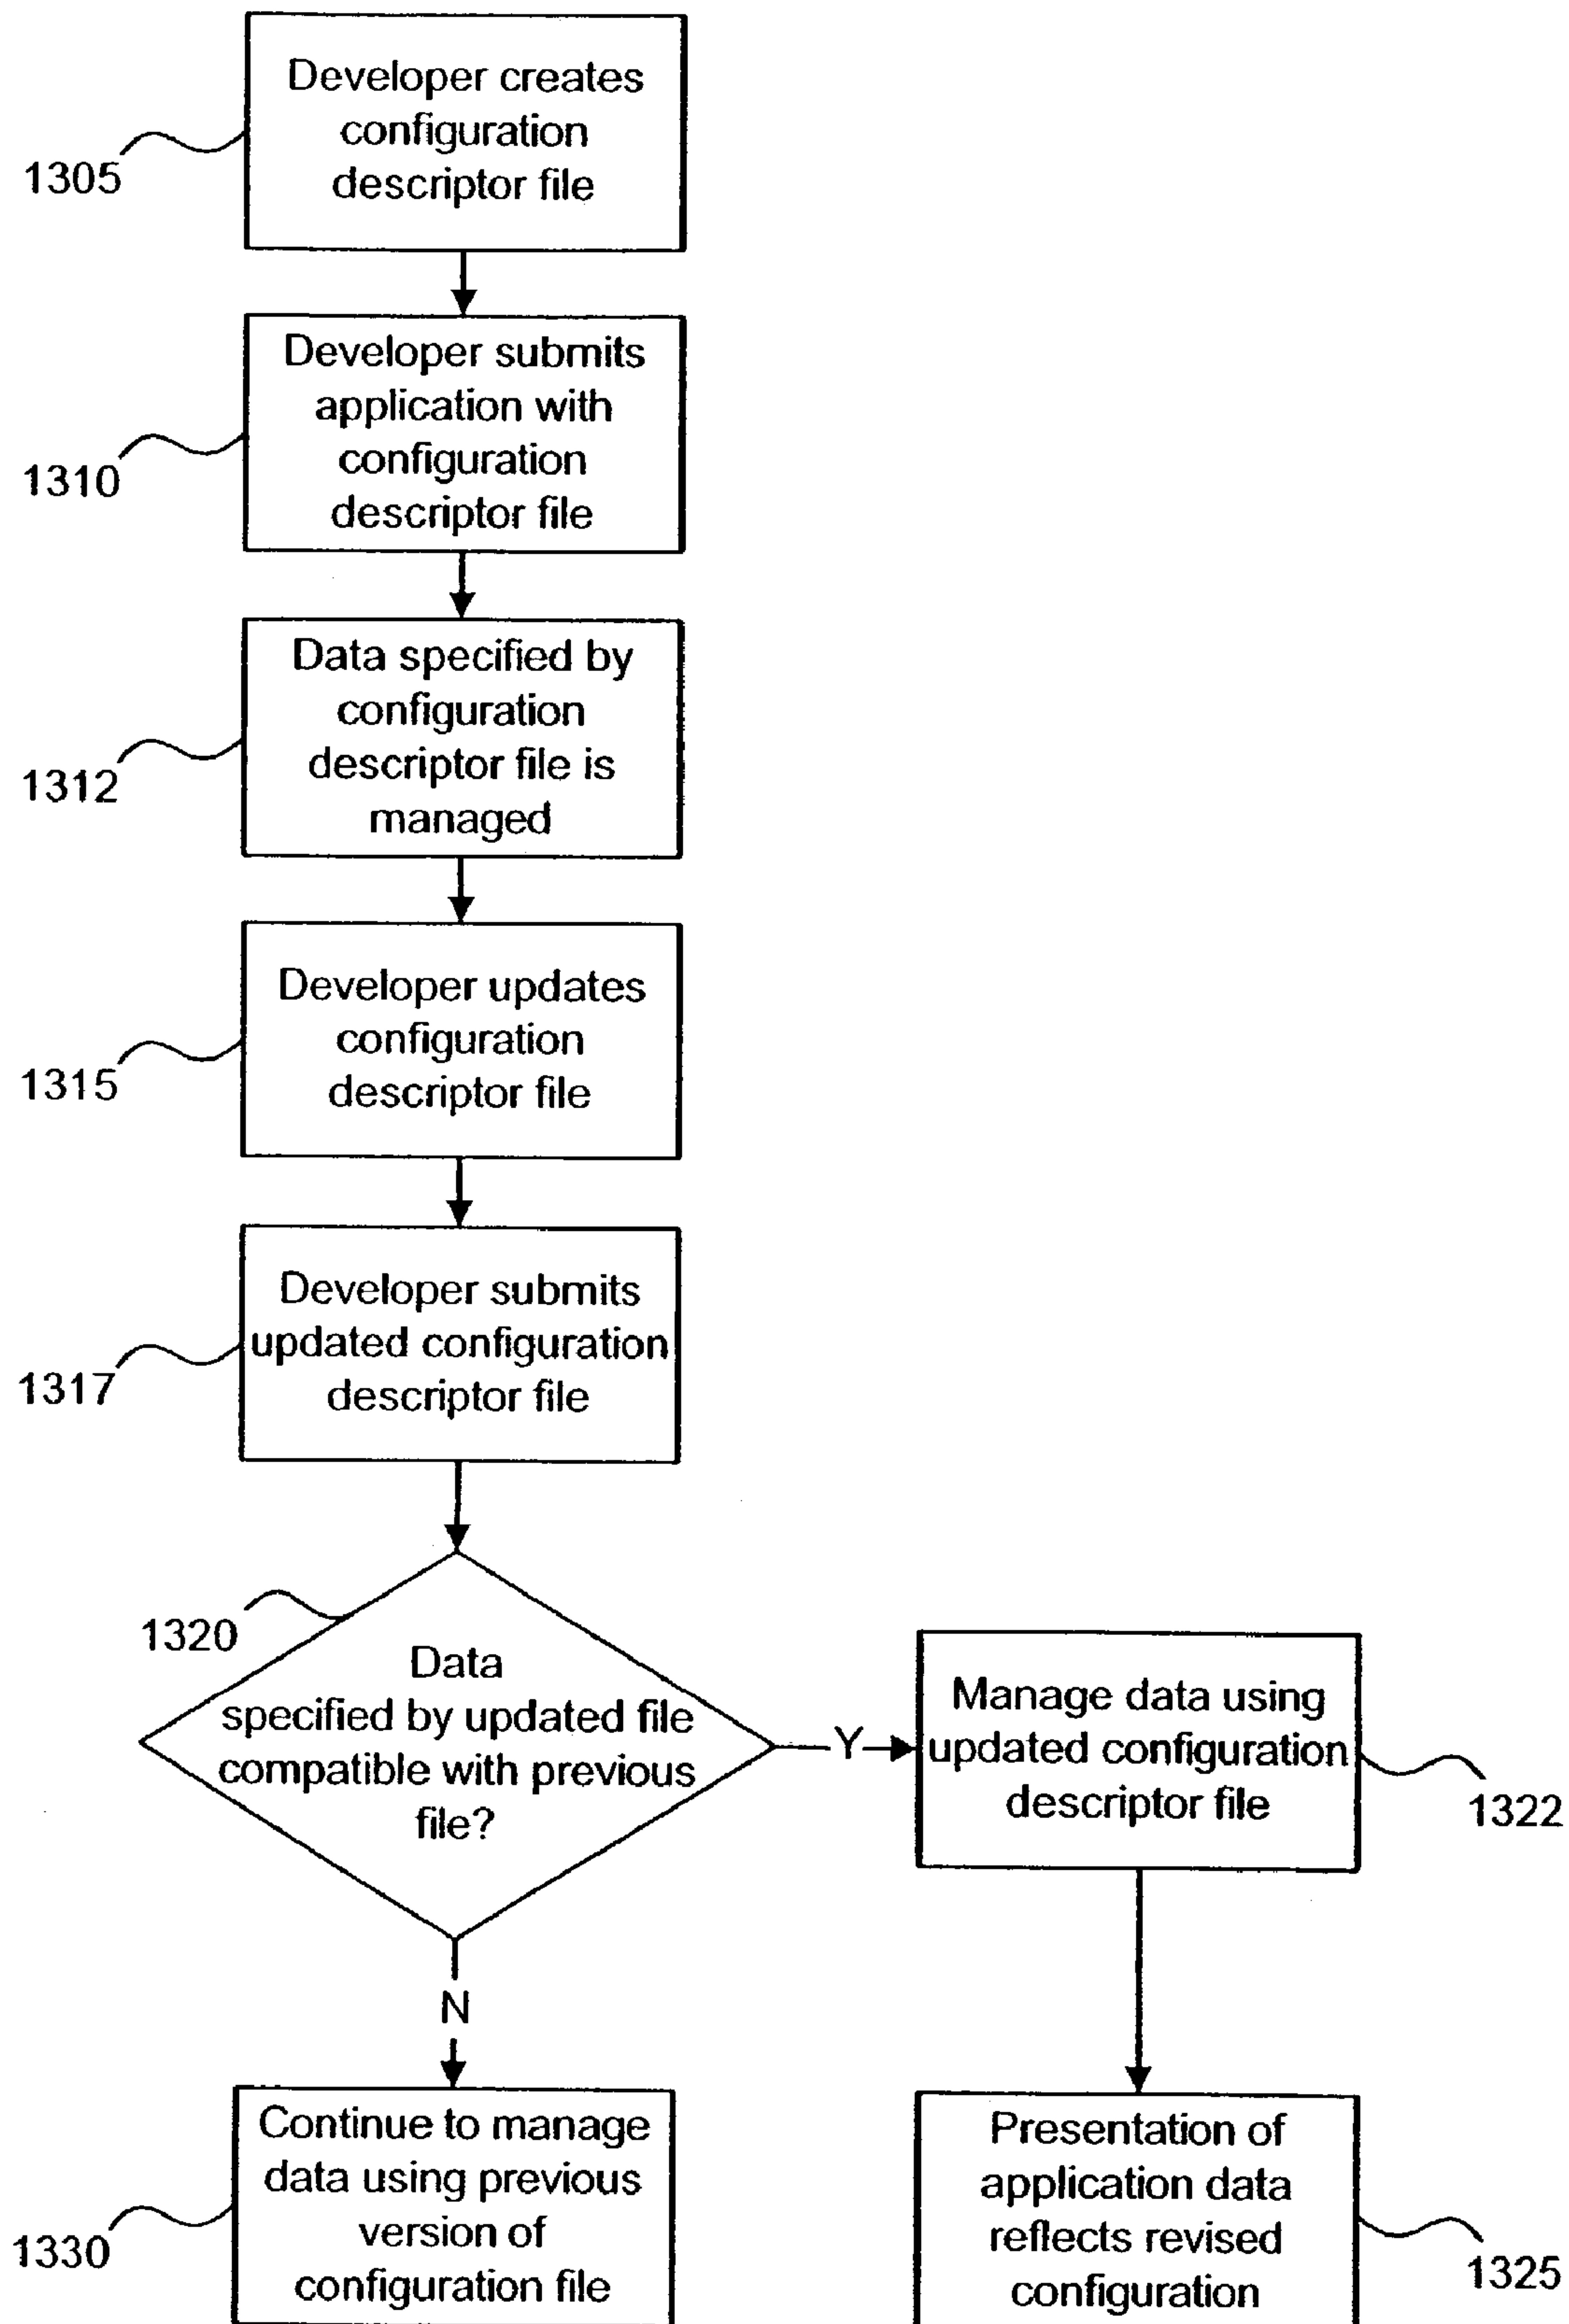 Developer creates
configuration
descriptor file
1305
Developer submits
application with
configuration
descriptor file
1310
Data specified by
configuration
descriptor file is
managed
1312
Developer updates
configuration
descriptor file
1315
Developer submits
updated configuration
descriptor file
1317
1320
Data
specified by updated file
compatible with previous
file?
Y
Manage data using
updated configuration
descriptor file
1322
N
Continue to manage
data using previous
version of
configuration file
1330
Presentation of
application data
reflects revised
configuration
1325